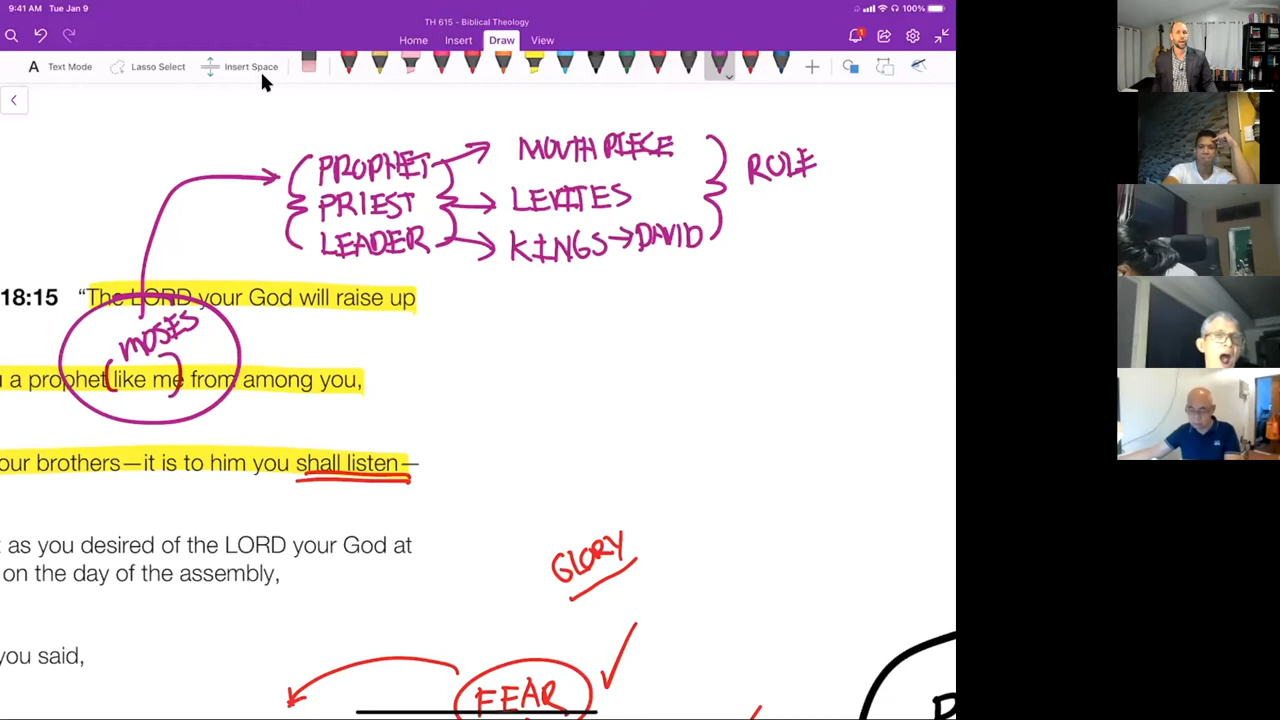 9:41 AM Tue Jan 9
100%
TH 615 - Biblical Theology
Home Insert Draw View
1
A Text Mode Lasso Select Insert Space
PROPHET MOUTH PIECE
PRIEST LEVITES
LEADER KINGS → DAVID
ROLE
18:15 “The LORD your God will raise up
MOSES
a prophet (like me) from among you,
our brothers—it is to him you shall listen—
as you desired of the LORD your God at
on the day of the assembly,
GLORY
you said,
FEAR